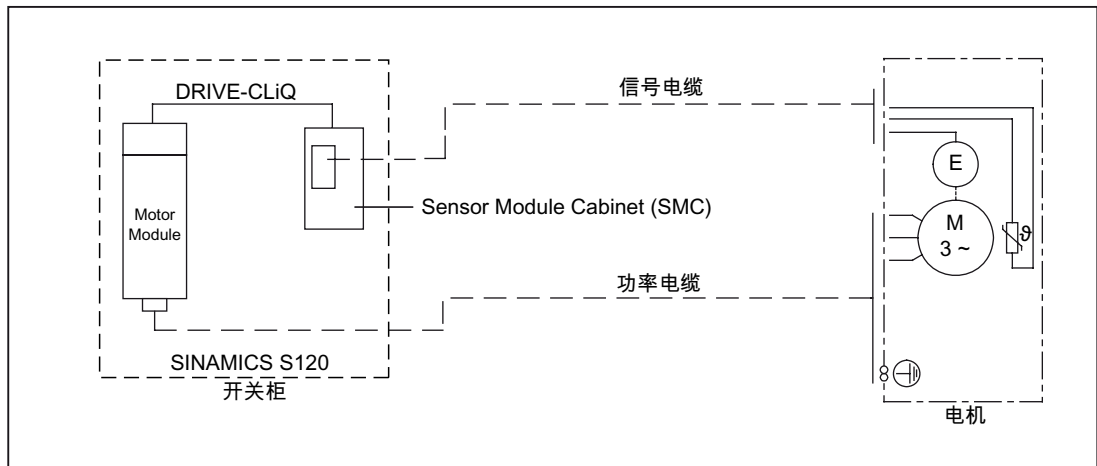 DRIVE-CLiQ
信号电缆
Motor
Module
Sensor Module Cabinet (SMC)
E
M
3 ~
ϑ
功率电缆
SINAMICS S120
开关柜
电机